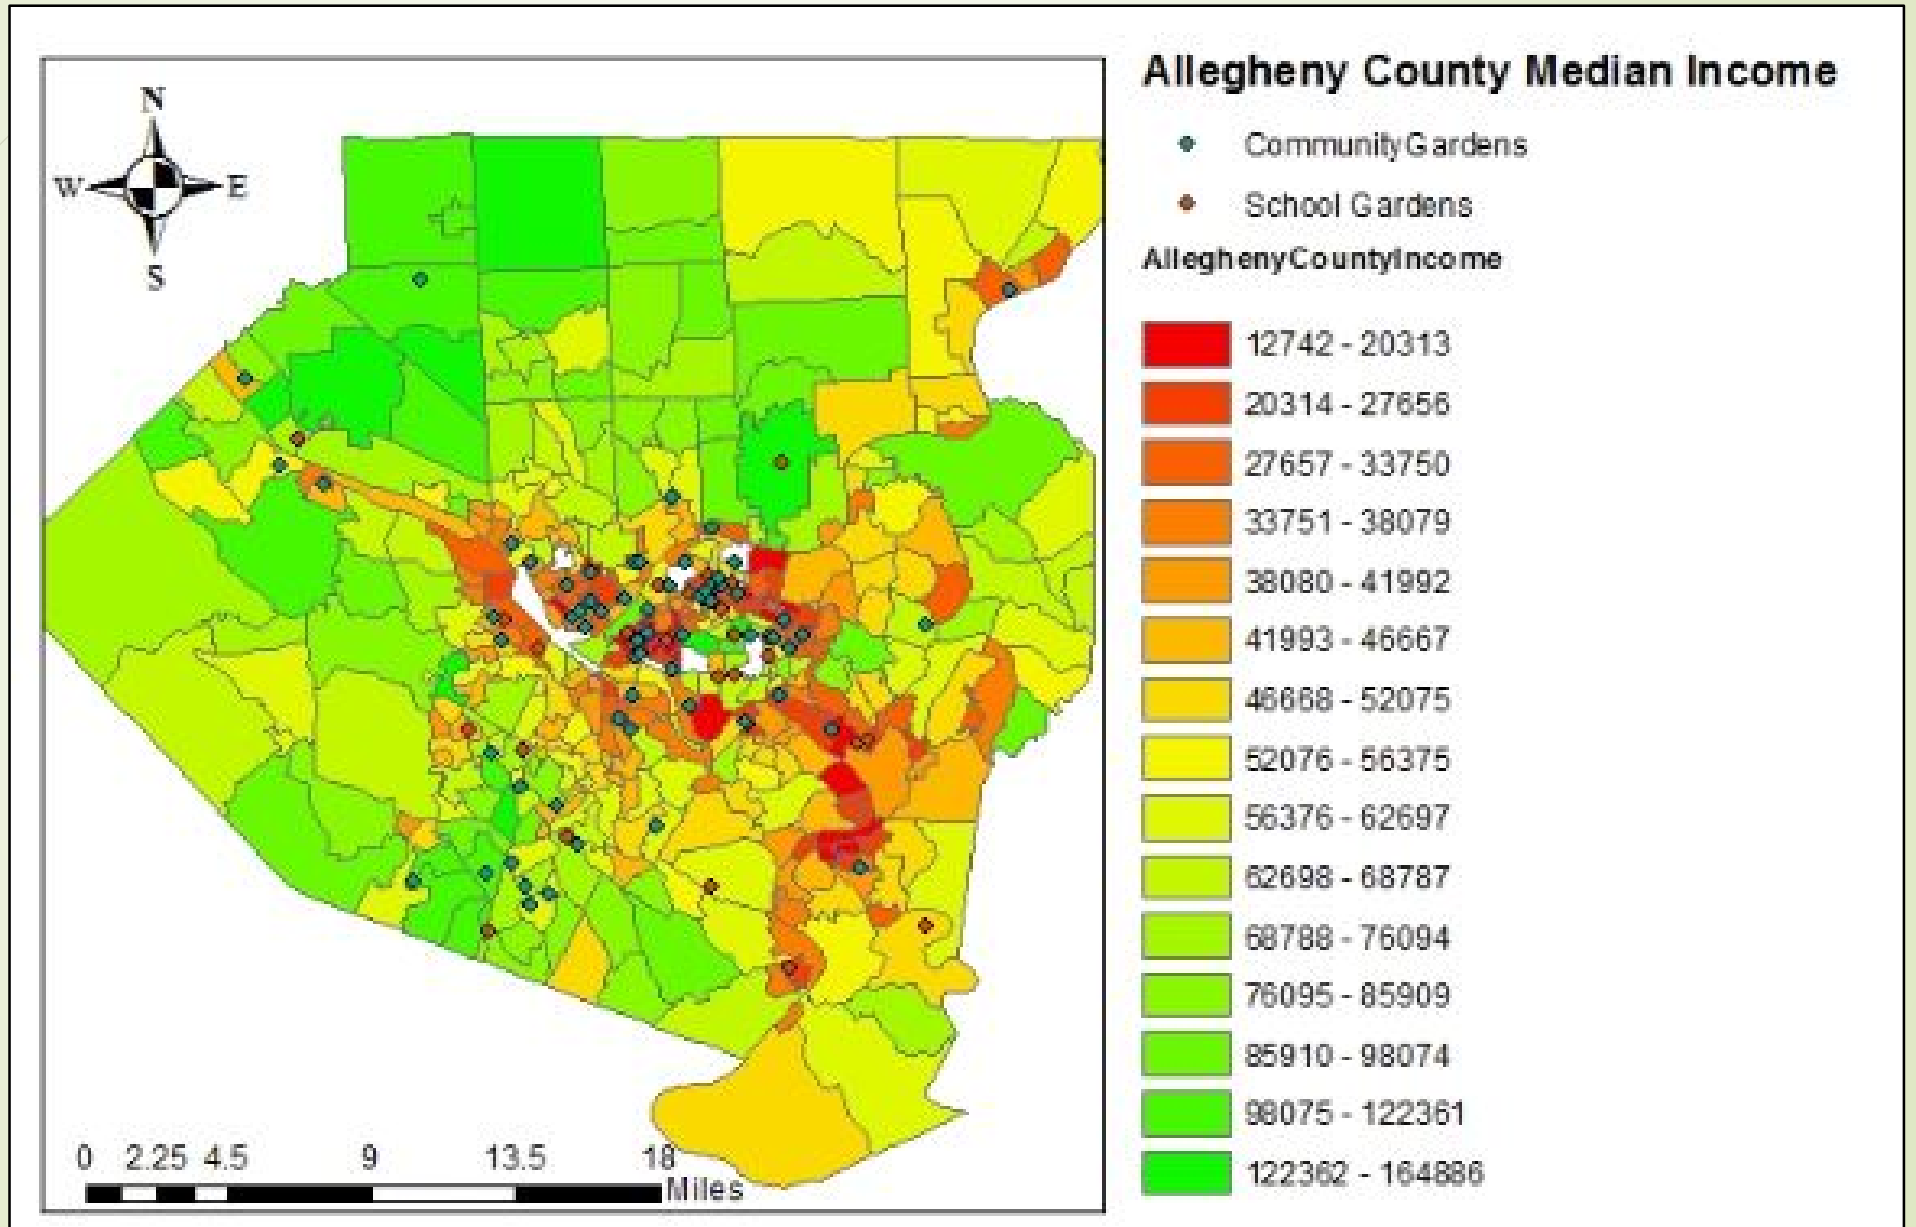 N
W E
S
0 2.25 4.5 9 13.5 18
Miles
Allegheny County Median Income
CommunityGardens
School Gardens
AlleghenyCountyIncome
12742 - 20313
20314 - 27656
27657 - 33750
33751 - 38079
38080 - 41992
41993 - 46667
46668 - 52075
52076 - 56375
56376 - 62697
62698 - 68787
68788 - 76094
76095 - 85909
85910 - 98074
98075 - 122361
122362 - 164886